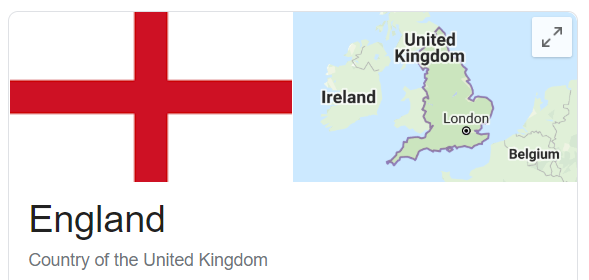 United
Kingdom
Ireland
London
Belgium
England
Country of the United Kingdom